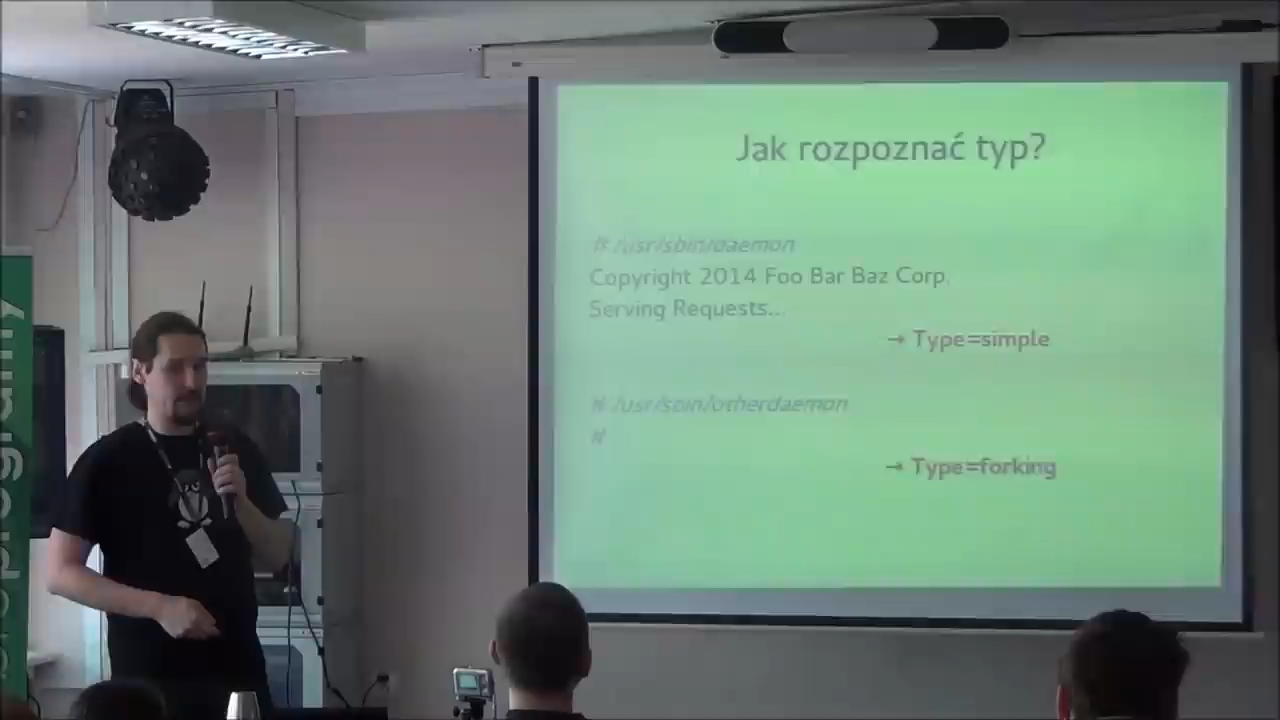 Jak rozpoznać typ?
# /usr/sbin/daemon
Copyright 2014 Foo Bar Baz Corp.
Serving Requests...
→ Type=simple
# /usr/sbin/otherdaemon
#
→ Type=forking